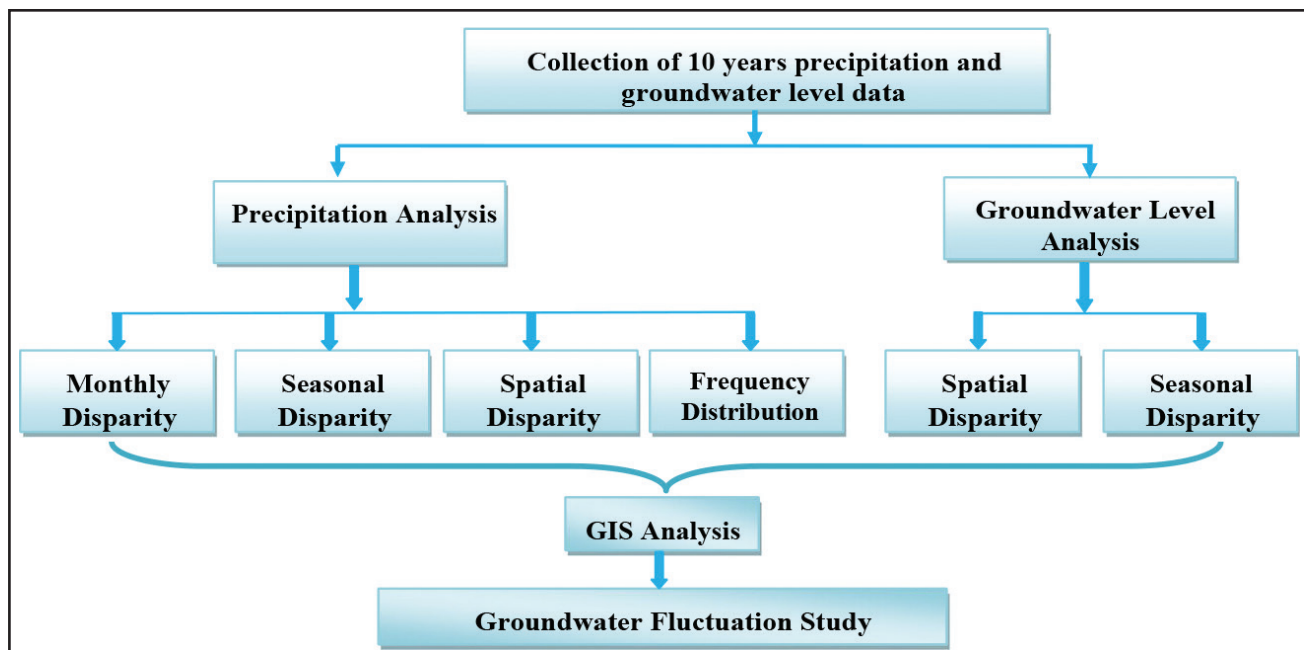 Collection of 10 years precipitation and
groundwater level data
Precipitation Analysis
Groundwater Level
Analysis
Monthly
Disparity
Seasonal
Disparity
Spatial
Disparity
Frequency
Distribution
Spatial
Disparity
Seasonal
Disparity
GIS Analysis
Groundwater Fluctuation Study